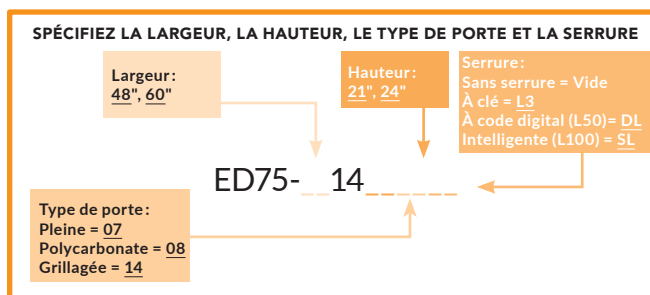 SPÉCIFIEZ LA LARGEUR, LA HAUTEUR, LE TYPE DE PORTE ET LA SERRURE
Largeur:
48", 60"
Hauteur:
21", 24"
Serrure:
Sans serrure = Vide
À clé = L3
À code digital (L50)= DL
Intelligente (L100) = SL
ED75-__14______
Type de porte:
Pleine = 07
Polycarbonate = 08
Grillagée = 14